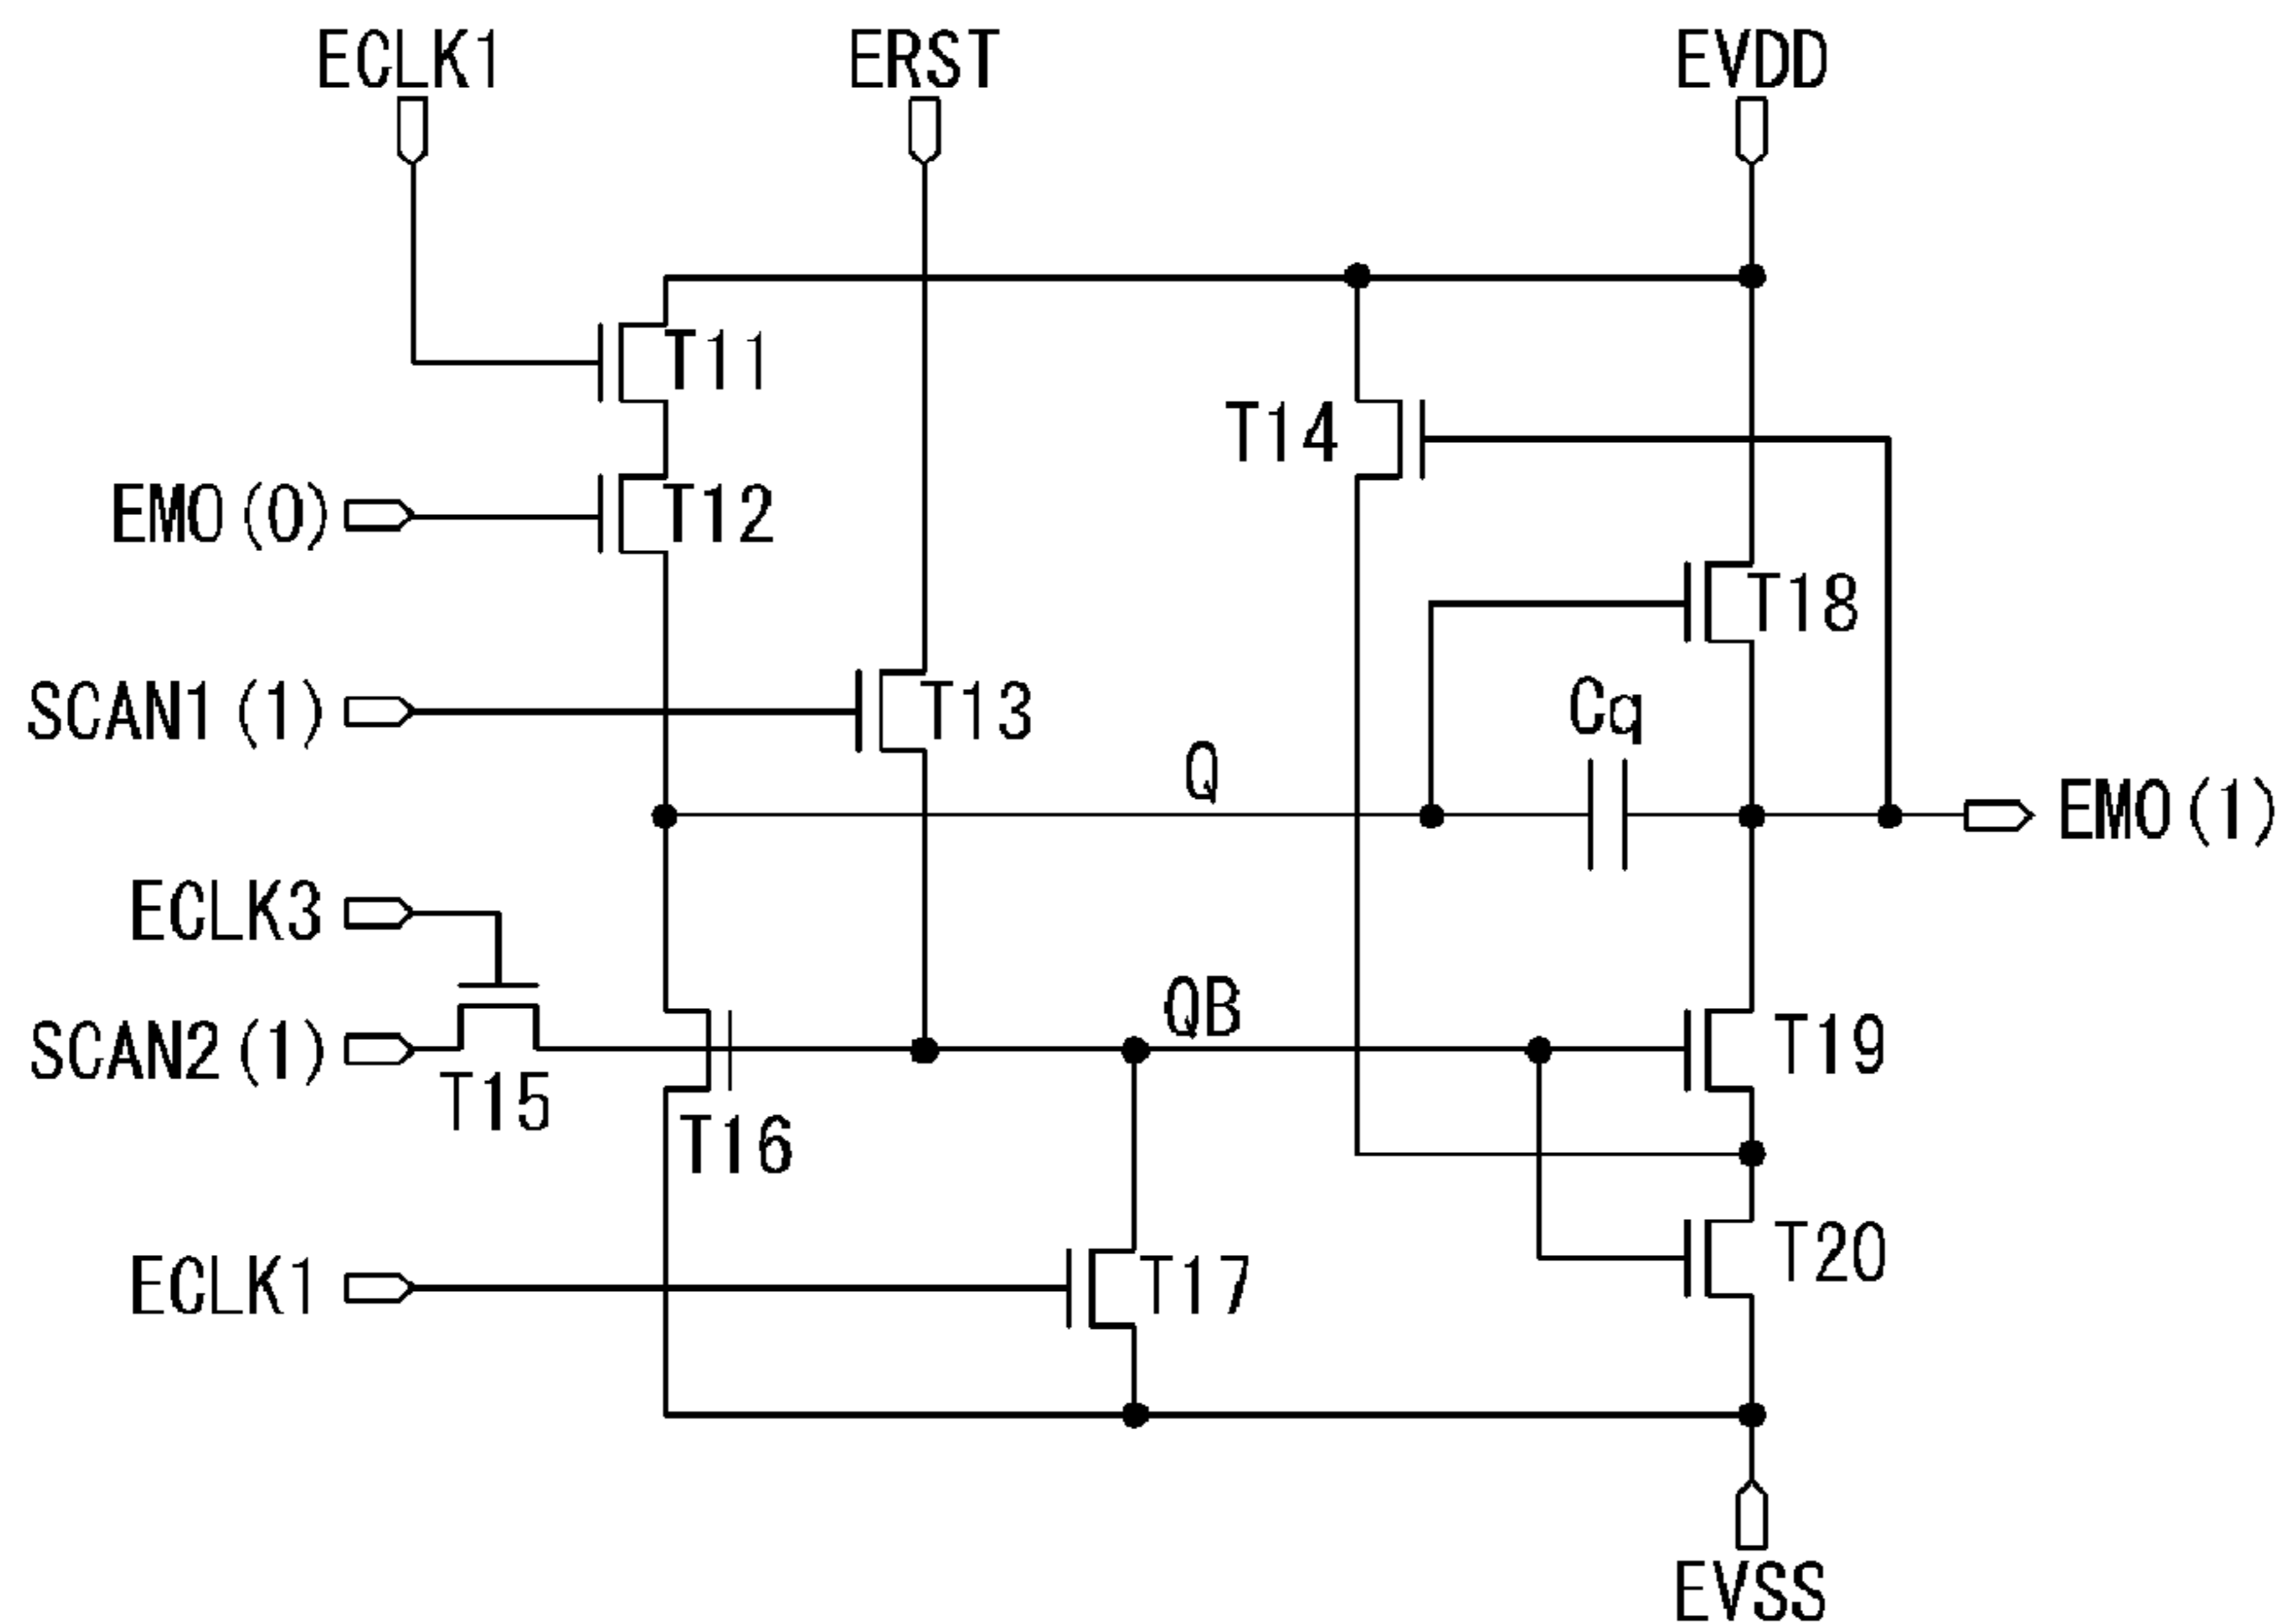 ECLK1
ERST
EVDD
T11
T14
EMO(0)
T12
T18
SCAN1(1)
T13
Cq
Q
EMO(1)
ECLK3
QB
SCAN2(1)
T19
T15
T16
ECLK1
T17
T20
EVSS